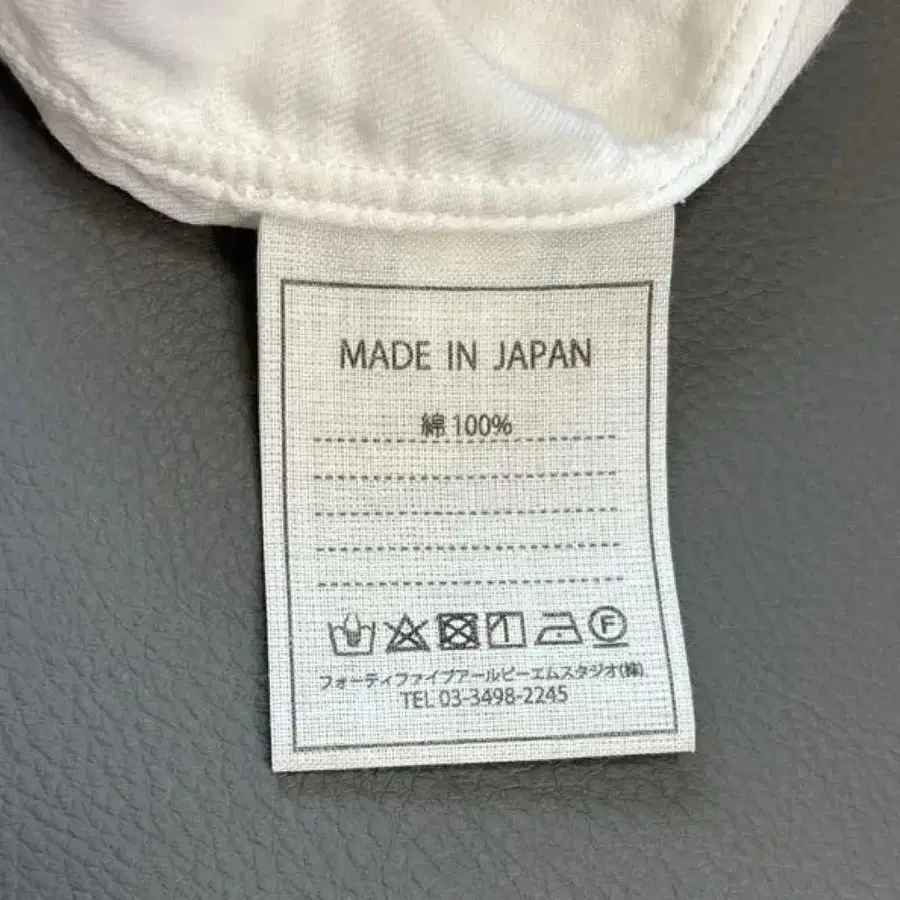 MADE IN JAPAN
綿 100%
F
フォーティファイブアールピーエムスタジオ(株)
TEL 03-3498-2245